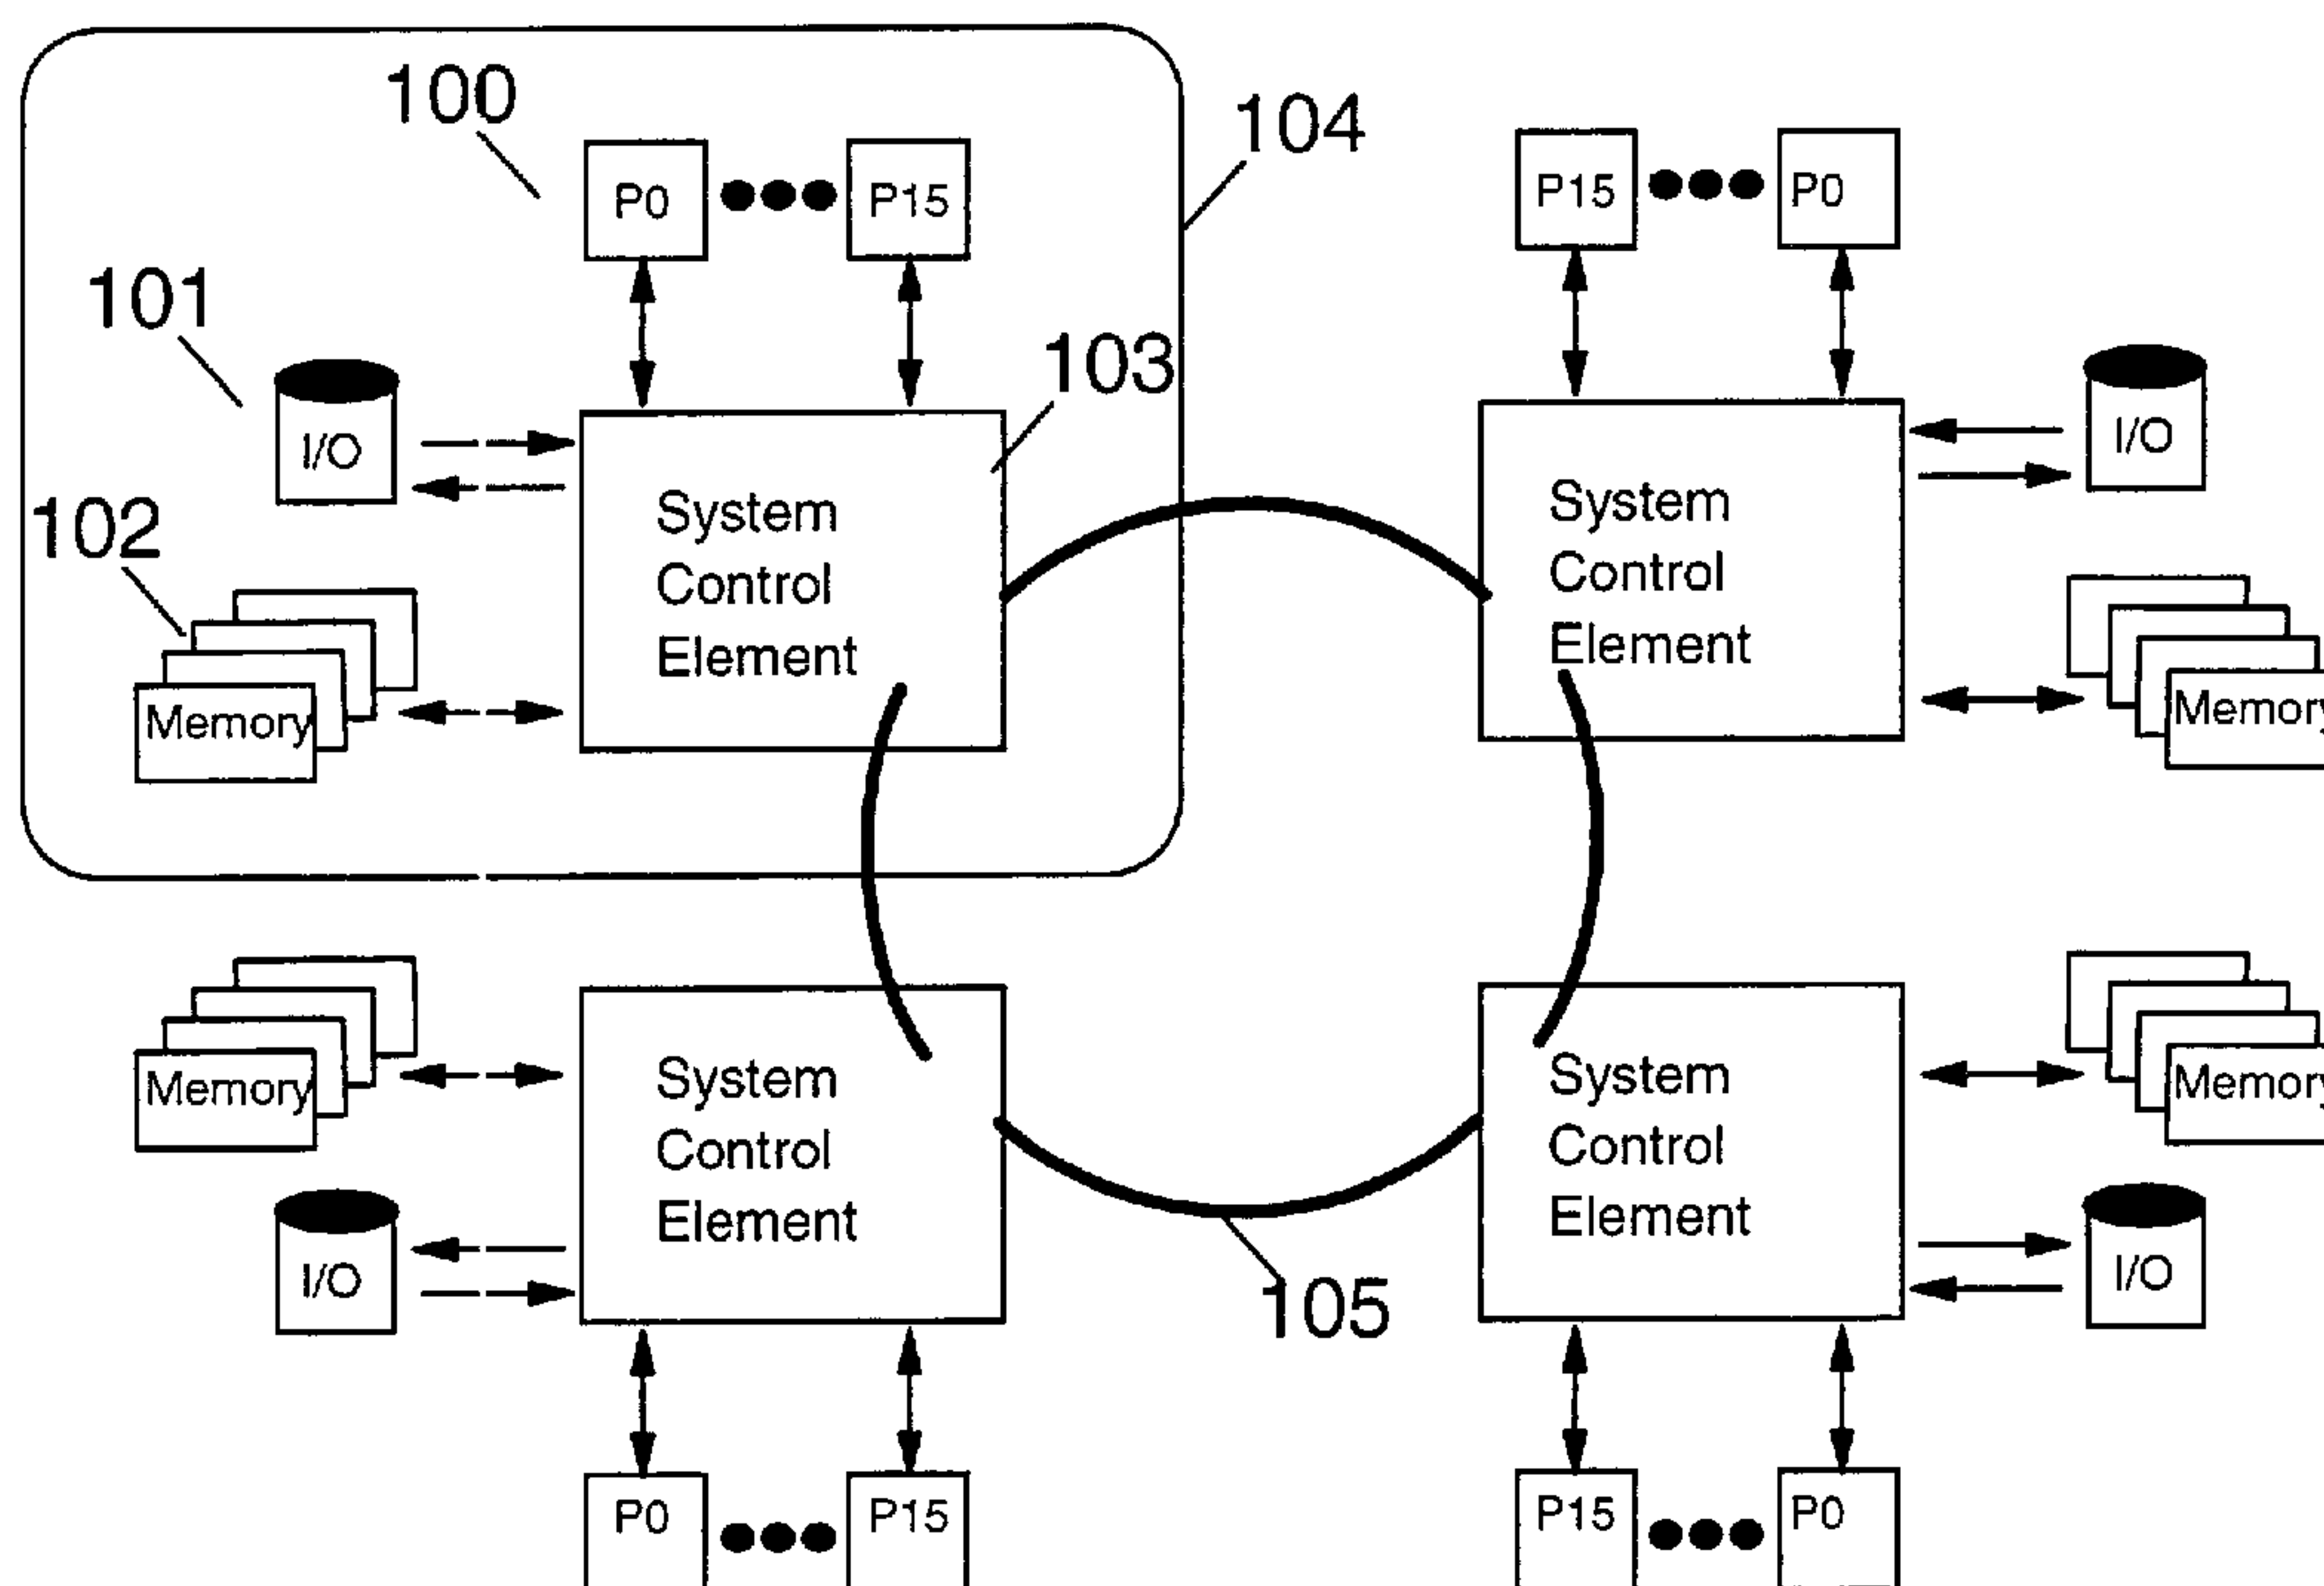 100
104
P0
P15
P15
P0
101
103
I/O
I/O
102
System
Control
Element
System
Control
Element
Memory
Memory
Memory
Memory
System
Control
Element
System
Control
Element
I/O
I/O
105
P0
P15
P15
P0